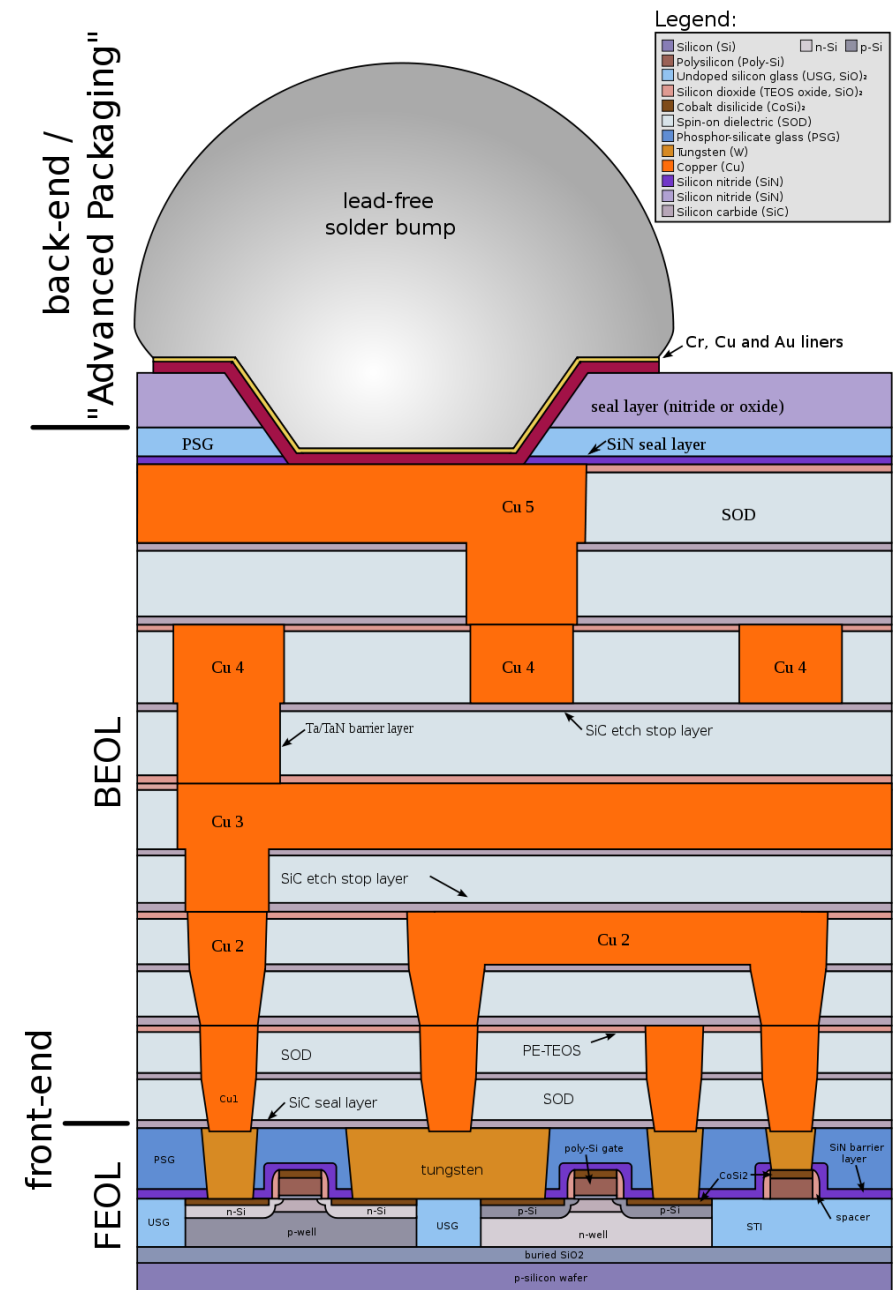 Legend:
Silicon (Si)
n-Si
p-Si
Polysilicon (Poly-Si)
Undoped silicon glass (USG, SiO)₂
Silicon dioxide (TEOS oxide, SiO)₂
Cobalt disilicide (CoSi)₂
Spin-on dielectric (SOD)
Phosphor-silicate glass (PSG)
Tungsten (W)
Copper (Cu)
Silicon nitride (SiN)
Silicon nitride (SiN)
Silicon carbide (SiC)
back-end /
"Advanced Packaging"
lead-free
solder bump
Cr, Cu and Au liners
seal layer (nitride or oxide)
PSG
SiN seal layer
Cu 5
SOD
Cu 4
Cu 4
Cu 4
Ta/TaN barrier layer
SiC etch stop layer
BEOL
Cu 3
SiC etch stop layer
Cu 2
Cu 2
front-end
SOD
PE-TEOS
Cu1
SiC seal layer
SOD
FEOL
PSG
tungsten
poly-Si gate
CoSi2
SiN barrier
layer
n-Si
n-Si
p-Si
p-Si
spacer
USG
p-well
USG
n-well
STI
buried SiO2
p-silicon wafer